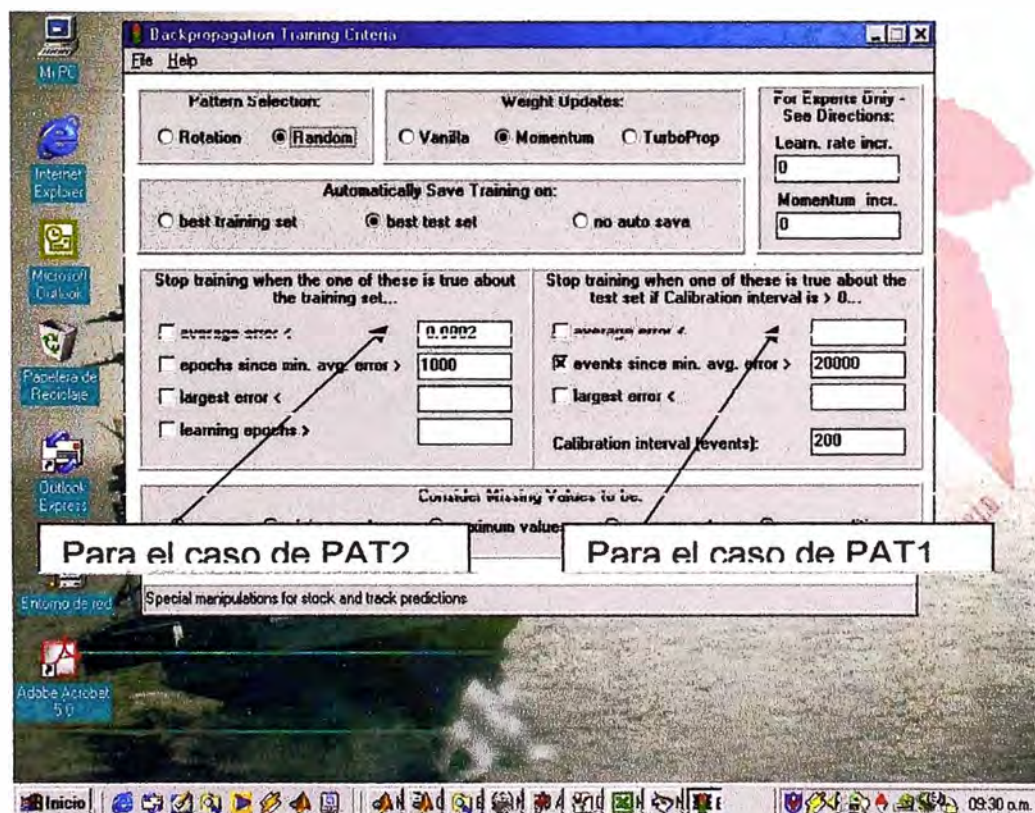 Backpropagation Training Criteria
File Help
Pattern Selection:
Rotation Random
Weight Updates:
Vanilla Momentum TurboProp
For Experts Only -
See Directions:
Learn. rate incr.
0
Momentum incr.
0
Automatically Save Training on:
best training set best test set no auto save
Stop training when the one of these is true about
the training set...
average error < 0.0002
epochs since min. avg. error > 1000
largest error <
learning epochs >
Stop training when one of these is true about the
test set if Calibration interval is > 0...
average error <
events since min. avg. error > 20000
largest error <
Calibration interval (events): 200
Consider Missing Values to be:
values
Para el caso de PAT2
Para el caso de PAT1
Special manipulations for stock and track predictions
Mi PC
Internet
Explorer
Microsoft
Outlook
Papelera de
Reciclaje
Outlook
Express
Entorno de red
Adobe Acrobat
5.0
Inicio
09:30 p.m.